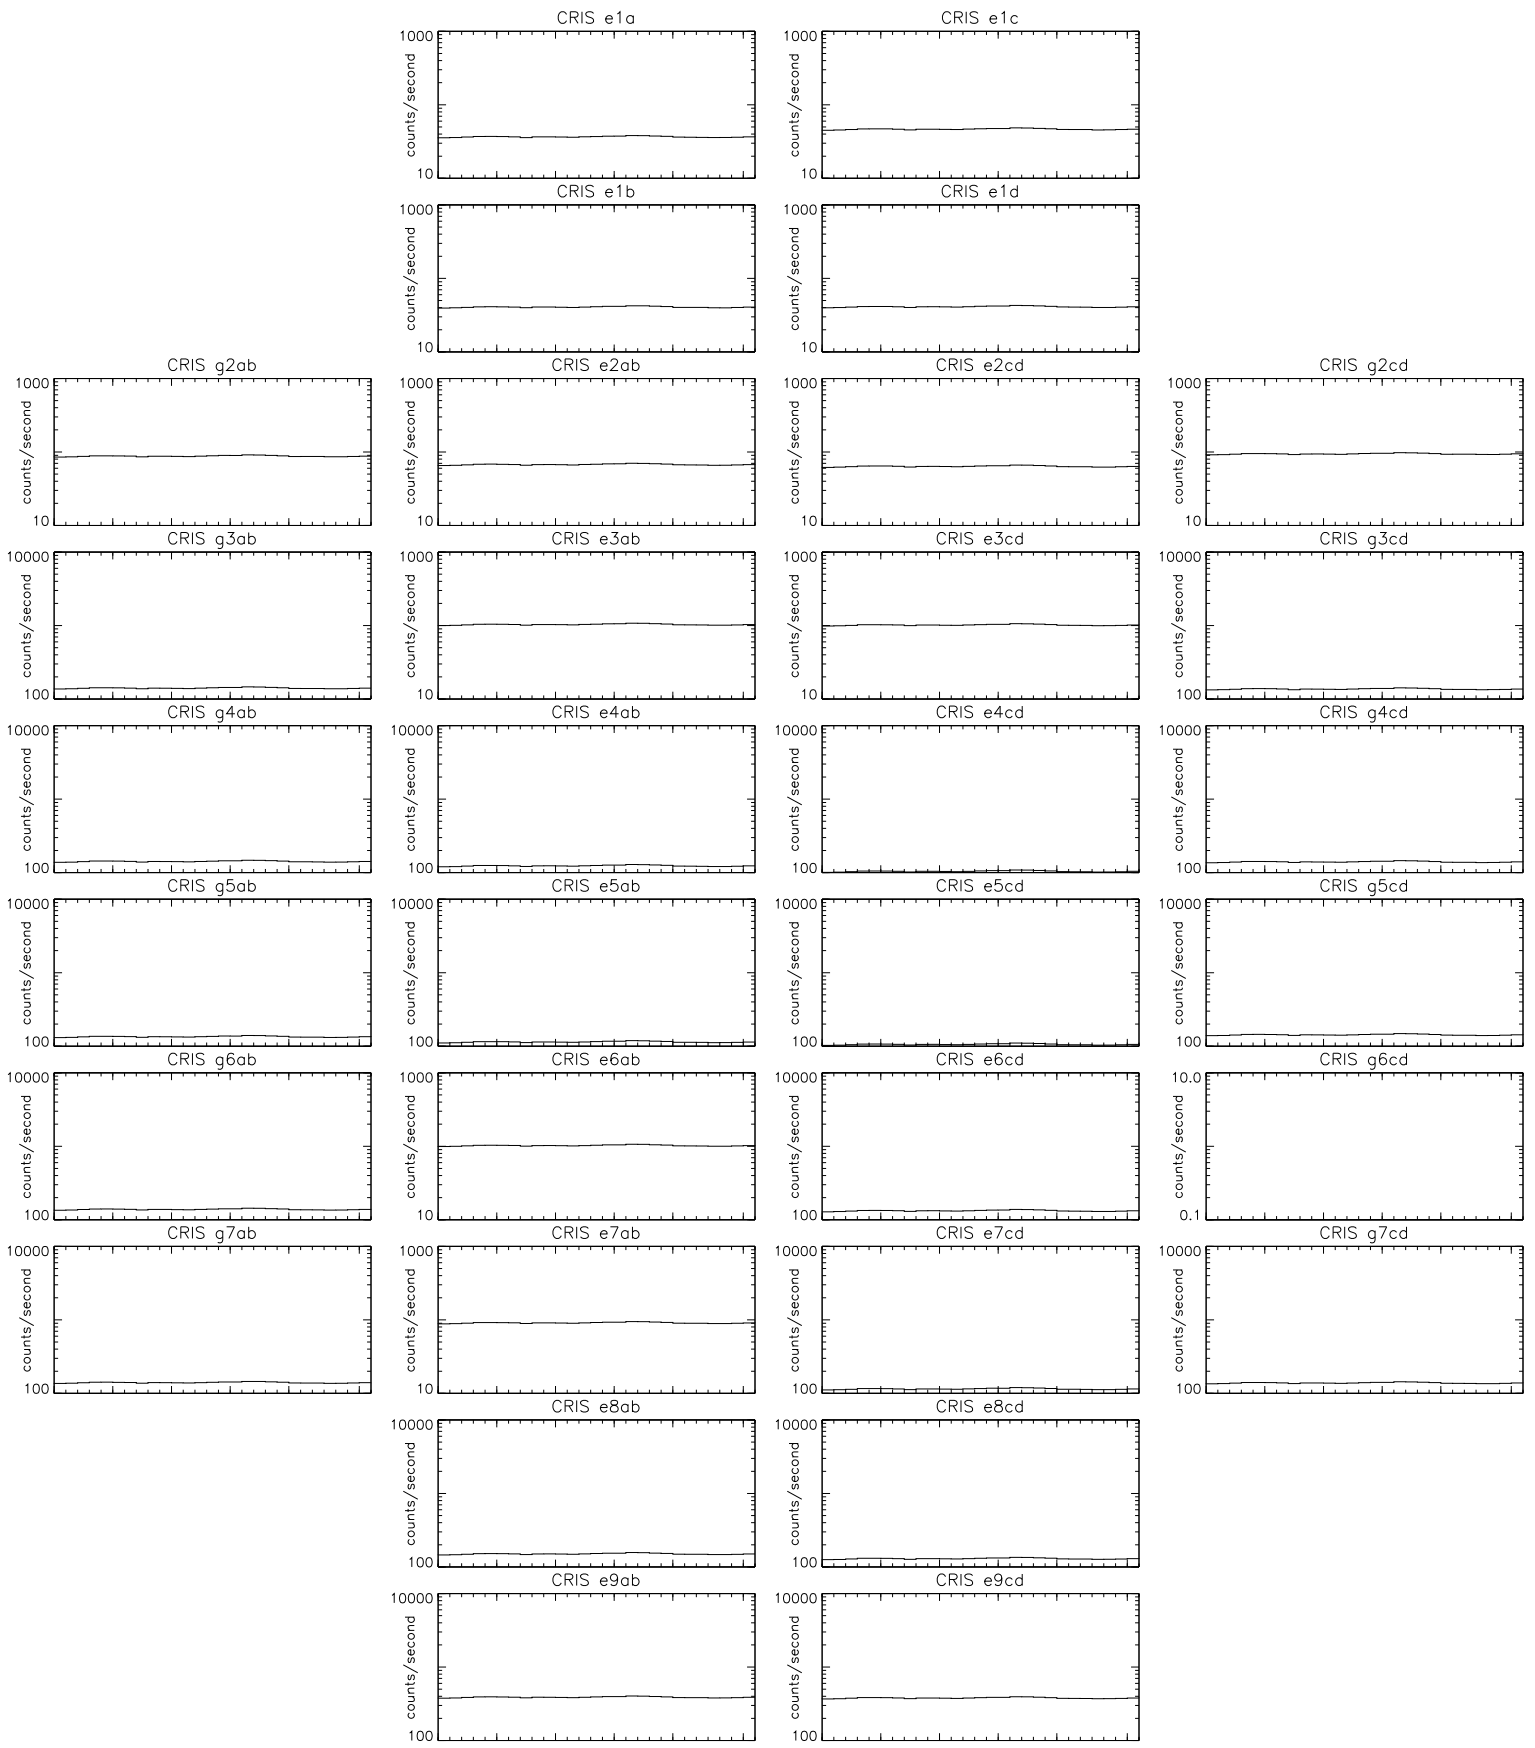 CRIS e1a
CRIS e1c
1000
counts/second
10
1000
counts/second
10
CRIS e1b
CRIS e1d
1000
counts/second
10
1000
counts/second
10
CRIS g2ab
CRIS e2ab
CRIS e2cd
CRIS g2cd
1000
counts/second
10
1000
counts/second
10
1000
counts/second
10
1000
counts/second
10
CRIS g3ab
CRIS e3ab
CRIS e3cd
CRIS g3cd
10000
counts/second
100
1000
counts/second
10
1000
counts/second
10
10000
counts/second
100
CRIS g4ab
CRIS e4ab
CRIS e4cd
CRIS g4cd
10000
counts/second
100
10000
counts/second
100
10000
counts/second
100
10000
counts/second
100
CRIS g5ab
CRIS e5ab
CRIS e5cd
CRIS g5cd
10000
counts/second
100
10000
counts/second
100
10000
counts/second
100
10000
counts/second
100
CRIS g6ab
CRIS e6ab
CRIS e6cd
CRIS g6cd
10000
counts/second
100
1000
counts/second
10
10000
counts/second
100
10.0
counts/second
0.1
CRIS g7ab
CRIS e7ab
CRIS e7cd
CRIS g7cd
10000
counts/second
100
1000
counts/second
10
10000
counts/second
100
10000
counts/second
100
CRIS e8ab
CRIS e8cd
10000
counts/second
100
10000
counts/second
100
CRIS e9ab
CRIS e9cd
10000
counts/second
100
10000
counts/second
100